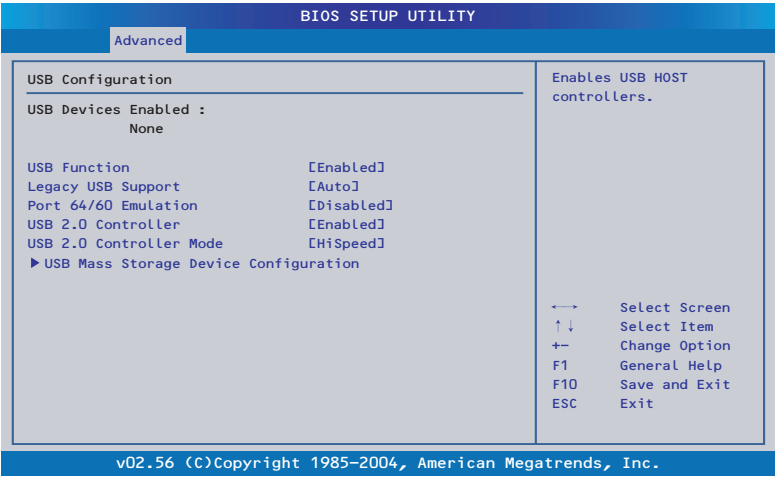 BIOS SETUP UTILITY
Advanced
USB Configuration
USB Devices Enabled :
None
USB Function [Enabled]
Legacy USB Support [Auto]
Port 64/60 Emulation [Disabled]
USB 2.0 Controller [Enabled]
USB 2.0 Controller Mode [HiSpeed]
▶ USB Mass Storage Device Configuration
Enables USB HOST
controllers.
←→ Select Screen
↑↓ Select Item
+- Change Option
F1 General Help
F10 Save and Exit
ESC Exit
v02.56 (C)Copyright 1985-2004, American Megatrends, Inc.